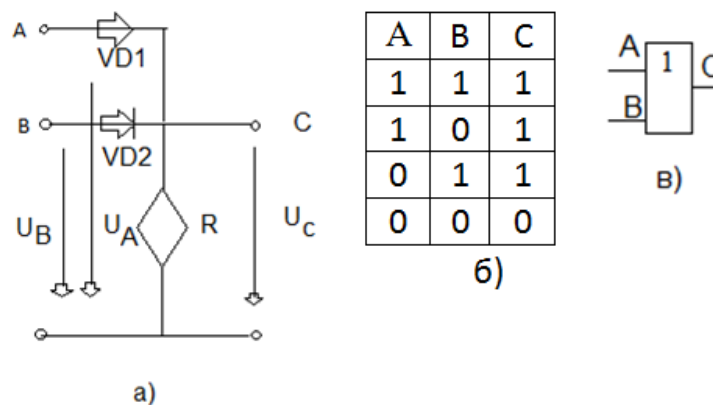 A
VD1
B
C
VD2
U_B
U_A
R
U_C
а)
A B C
1 1 1
1 0 1
0 1 1
0 0 0
б)
A
1
C
B
в)